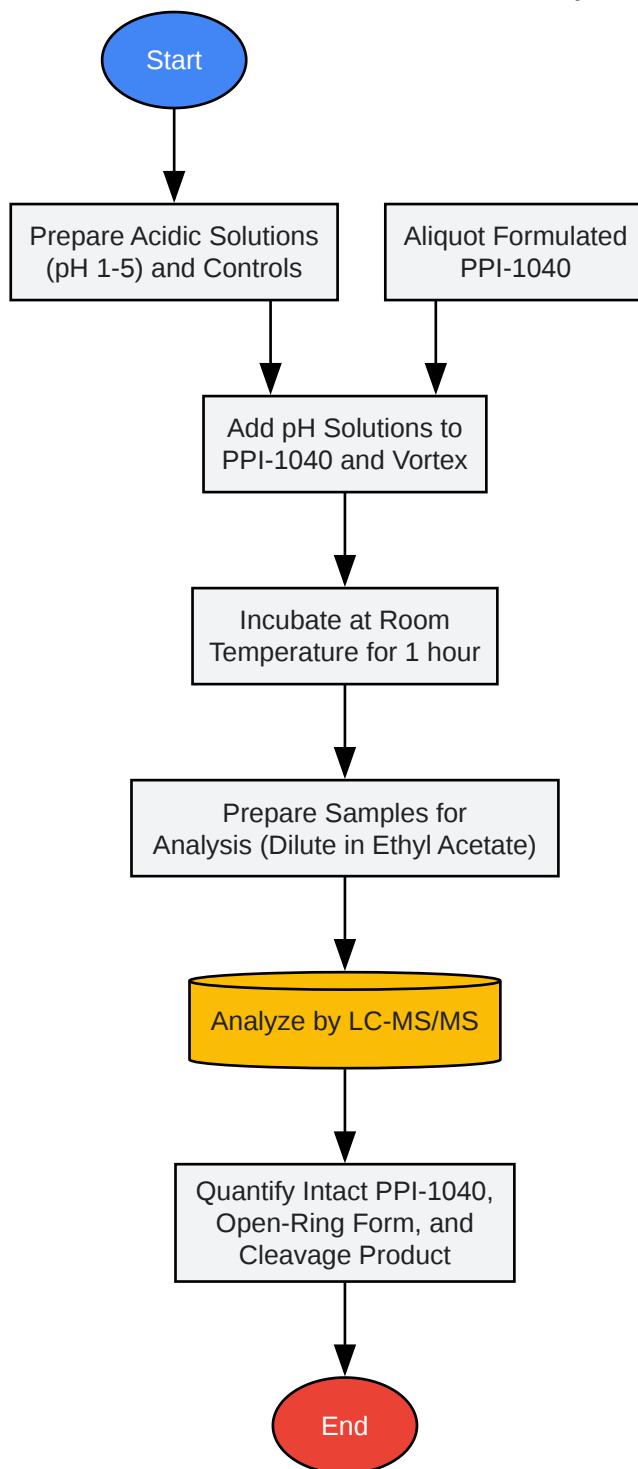 Start
Prepare Acidic Solutions
(pH 1-5) and Controls
Aliquot Formulated
PPI-1040
Add pH Solutions to
PPI-1040 and Vortex
Incubate at Room
Temperature for 1 hour
Prepare Samples for
Analysis (Dilute in Ethyl Acetate)
Analyze by LC-MS/MS
Quantify Intact PPI-1040,
Open-Ring Form, and
Cleavage Product
End